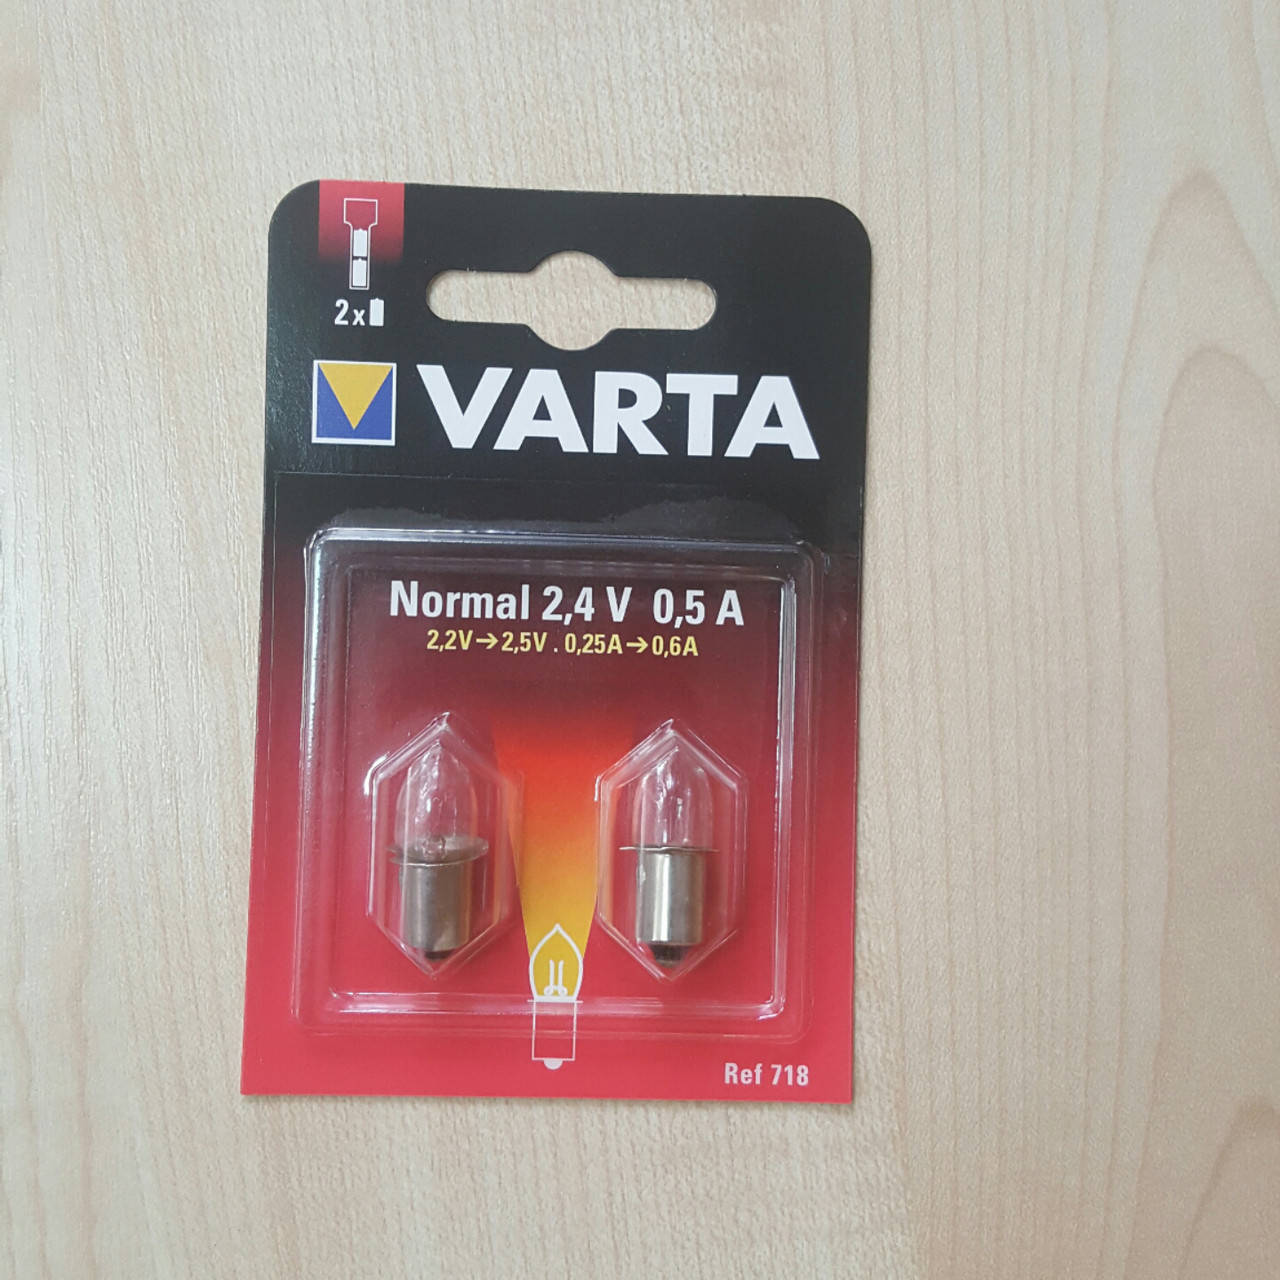 2x
VARTA
Normal 2,4 V 0,5 A
2,2V➔2,5V . 0,25A➔0,6A
Ref 718